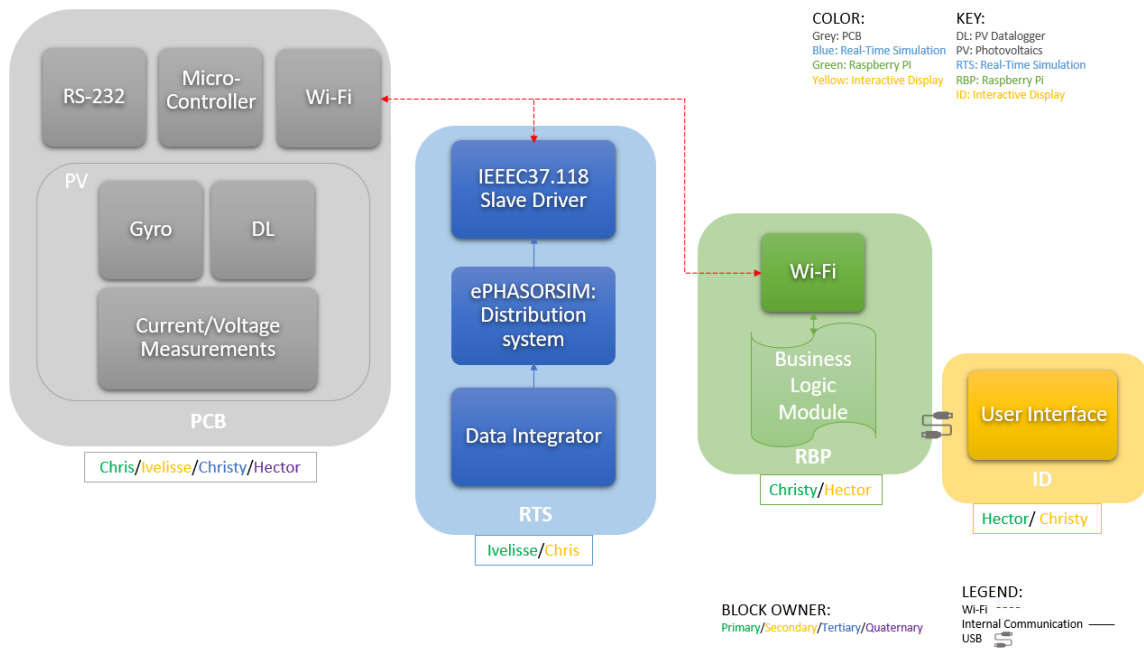 COLOR:
Grey: PCB
Blue: Real-Time Simulation
Green: Raspberry PI
Yellow: Interactive Display
KEY:
DL: PV Datalogger
PV: Photovoltaics
RTS: Real-Time Simulation
RBP: Raspberry Pi
ID: Interactive Display
RS-232
Micro-
Controller
Wi-Fi
PV
Gyro
DL
Current/Voltage
Measurements
PCB
Chris/Ivelisse/Christy/Hector
IEEEC37.118
Slave Driver
ePHASORSIM:
Distribution
system
Data Integrator
RTS
Ivelisse/Chris
Wi-Fi
Business
Logic
Module
RBP
Christy/Hector
User Interface
ID
Hector/ Christy
BLOCK OWNER:
Primary/Secondary/Tertiary/Quaternary
LEGEND:
Wi-Fi
Internal Communication
USB